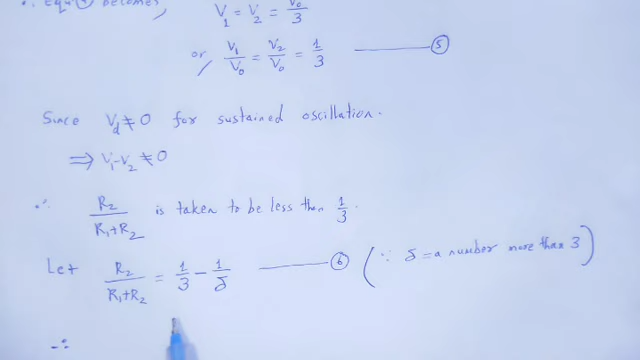 ∴ Equⁿ ④ becomes, V₁ = V₂ = V₀/3
or, V₁/V₀ = V₂/V₀ = 1/3 ——— ⑤
Since V_d ≠ 0 for sustained oscillation.
⟹ V₁ - V₂ ≠ 0
∴ R₂/(R₁+R₂) is taken to be less than 1/3.
Let R₂/(R₁+R₂) = 1/3 - 1/δ ——— ⑥ (∵ δ = a number more than 3)
∴